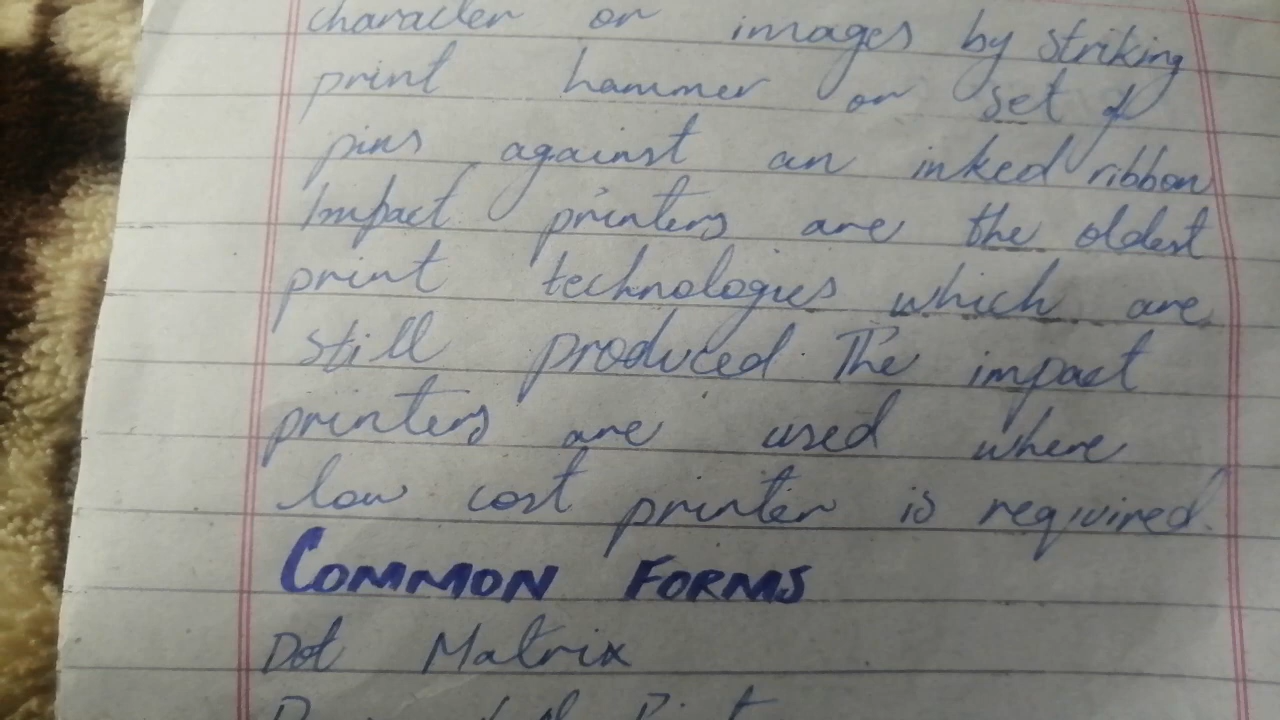 character or images by striking
print hammer or set of
pins against an inked ribbon
Impact printers are the oldest
print technologies which are
still produced. The impact
printers are used where
low cost printer is required.
COMMON FORMS
Dot Matrix